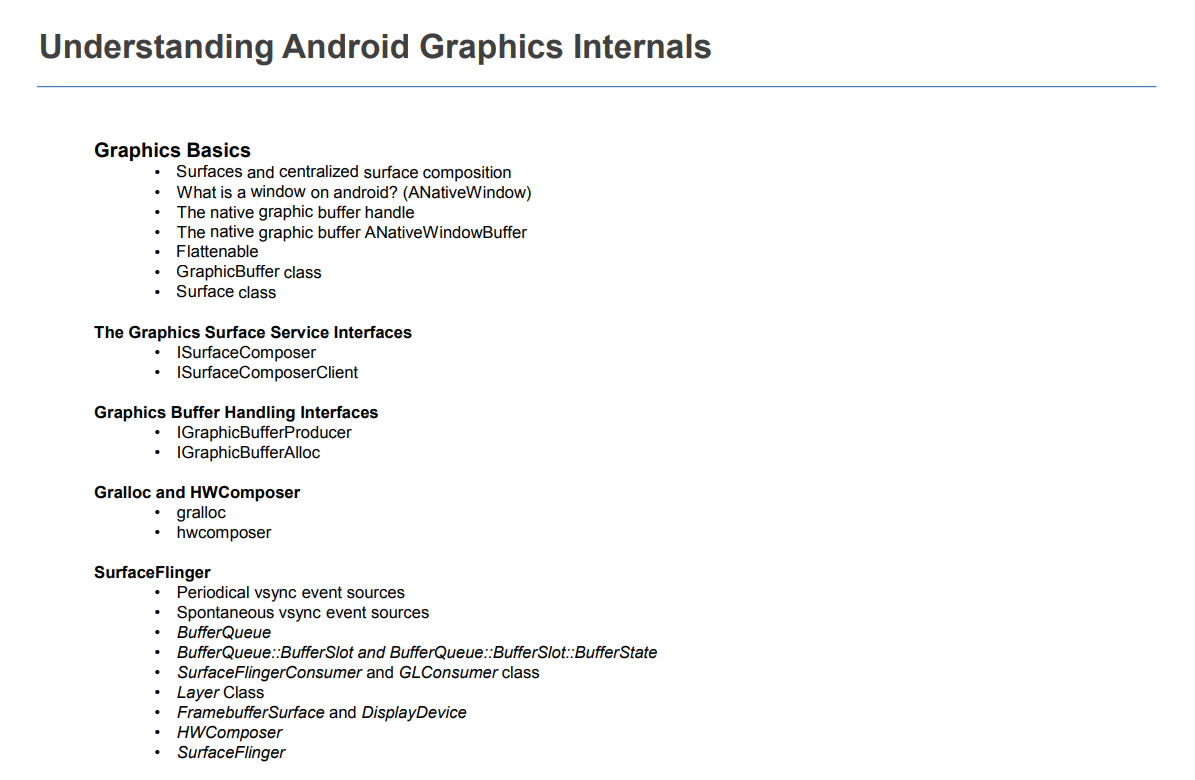 Understanding Android Graphics Internals
Graphics Basics
• Surfaces and centralized surface composition
• What is a window on android? (ANativeWindow)
• The native graphic buffer handle
• The native graphic buffer ANativeWindowBuffer
• Flattenable
• GraphicBuffer class
• Surface class
The Graphics Surface Service Interfaces
• ISurfaceComposer
• ISurfaceComposerClient
Graphics Buffer Handling Interfaces
• IGraphicBufferProducer
• IGraphicBufferAlloc
Gralloc and HWComposer
• gralloc
• hwcomposer
SurfaceFlinger
• Periodical vsync event sources
• Spontaneous vsync event sources
• BufferQueue
• BufferQueue::BufferSlot and BufferQueue::BufferSlot::BufferState
• SurfaceFlingerConsumer and GLConsumer class
• Layer Class
• FramebufferSurface and DisplayDevice
• HWComposer
• SurfaceFlinger